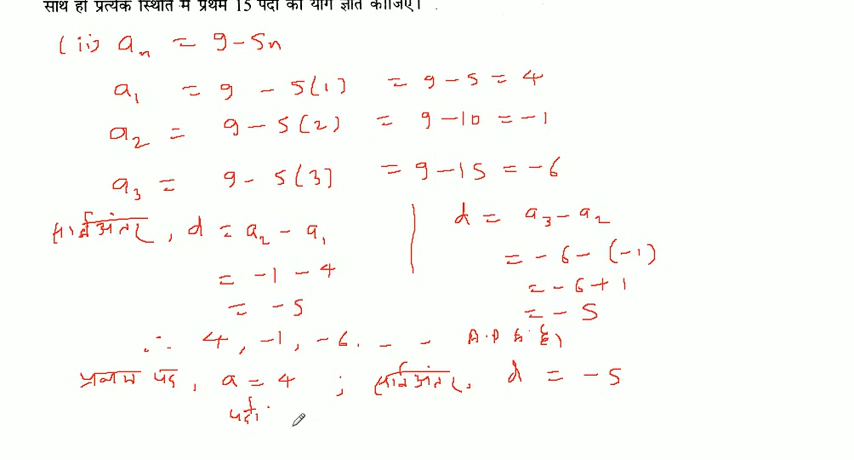 साथ ही प्रत्येक स्थिति में प्रथम 15 पदों का योग ज्ञात कीजिए।
(ii) aₙ = 9-5n
a₁ = 9 - 5(1) = 9-5 = 4
a₂ = 9-5(2) = 9-10 = -1
a₃ = 9- 5(3] = 9-15 = -6
सार्वअंतर, d = a₂ - a₁
= -1 - 4
= -5
d = a₃-a₂
= -6-(-1)
= -6+1
= -5
∴ 4, -1, -6. - - A.P है।
प्रथम पद, a = 4 ; सार्वअंतर, d = -5
पदों